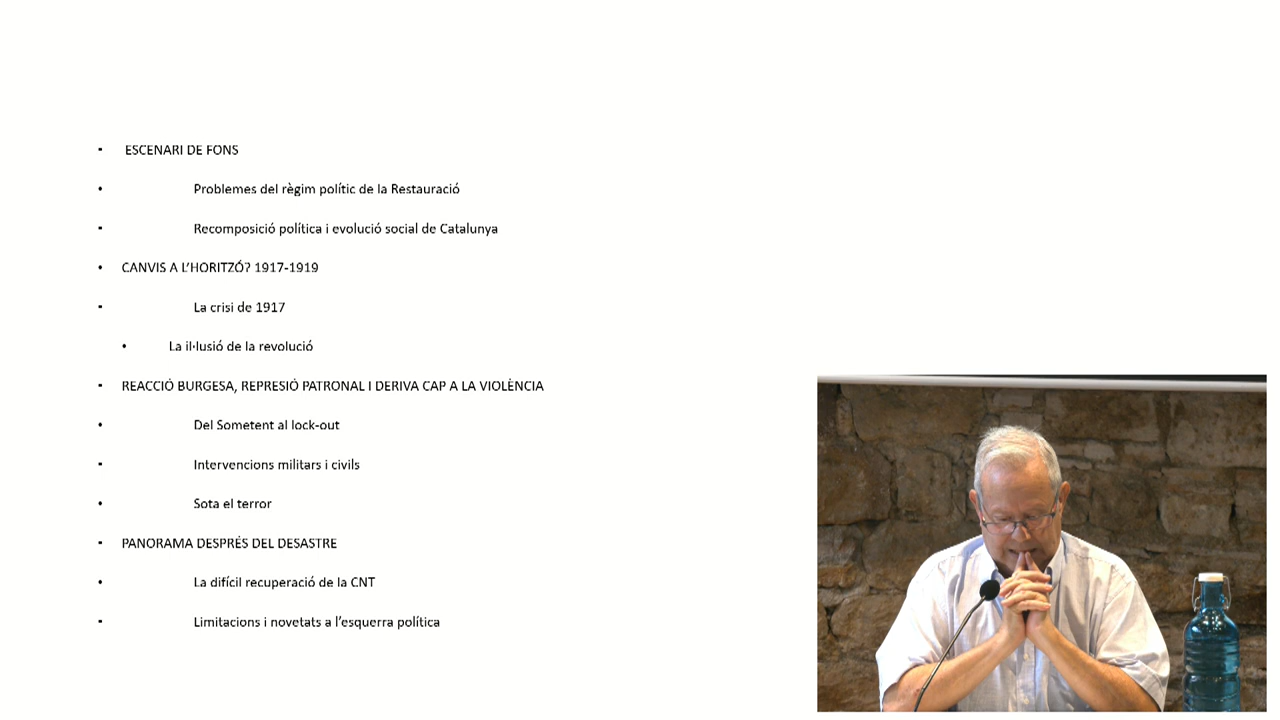 ESCENARI DE FONS
Problemes del règim polític de la Restauració
Recomposició política i evolució social de Catalunya
CANVIS A L'HORITZÓ? 1917-1919
La crisi de 1917
La il·lusió de la revolució
REACCIÓ BURGESA, REPRESIÓ PATRONAL I DERIVA CAP A LA VIOLÈNCIA
Del Sometent al lock-out
Intervencions militars i civils
Sota el terror
PANORAMA DESPRÉS DEL DESASTRE
La difícil recuperació de la CNT
Limitacions i novetats a l'esquerra política